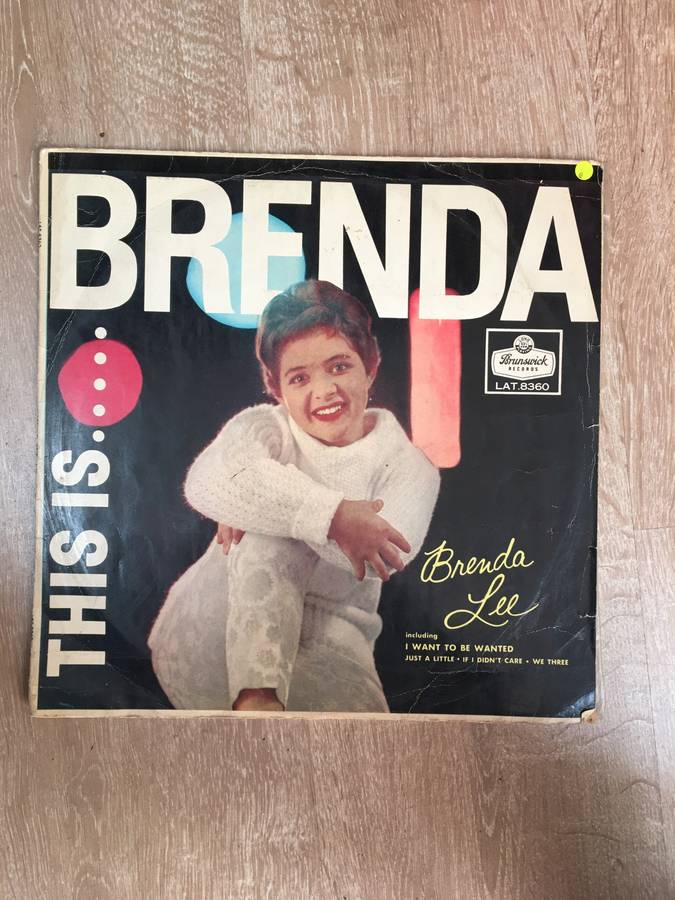 BRENDA
THIS IS.....
Brunswick
RECORDS
LAT.8360
Brenda
Lee
including
I WANT TO BE WANTED
JUST A LITTLE • IF I DIDN'T CARE • WE THREE